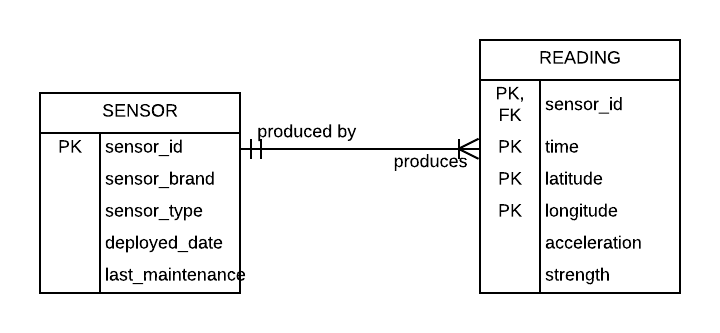 SENSOR
PK sensor_id
sensor_brand
sensor_type
deployed_date
last_maintenance
produced by
produces
READING
PK,
FK sensor_id
PK time
PK latitude
PK longitude
acceleration
strength